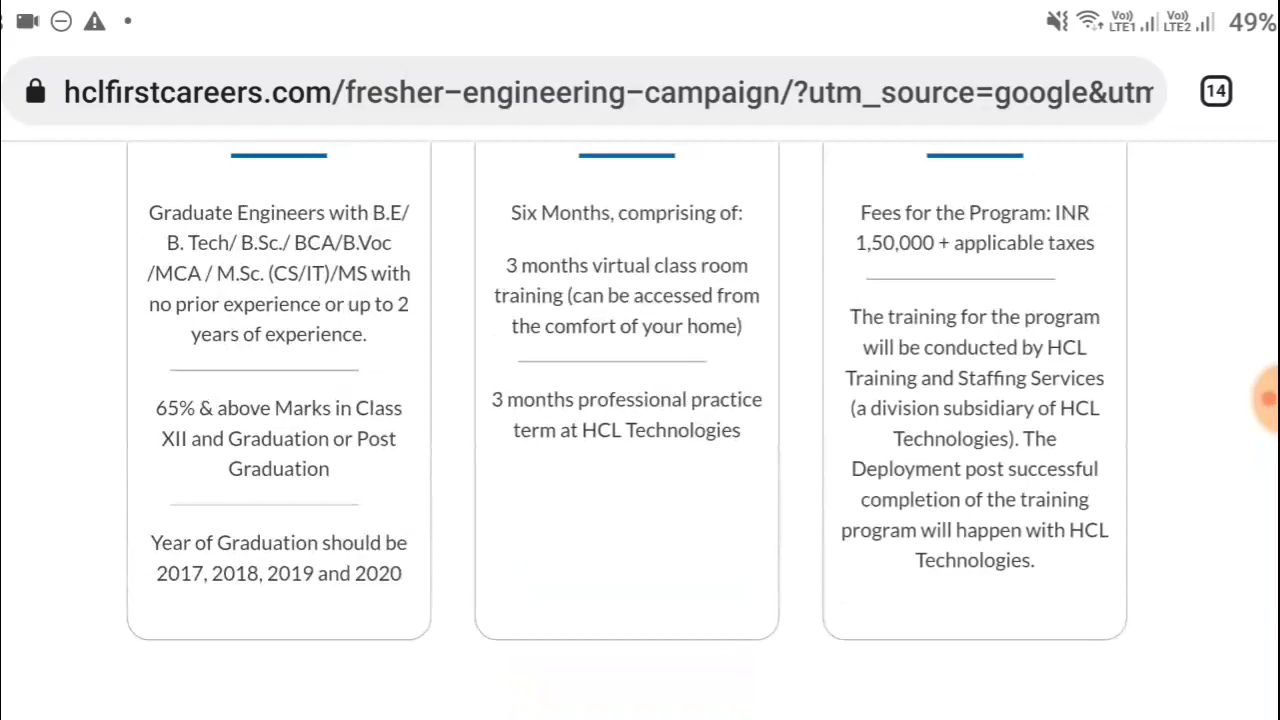 Vo) Vo)
LTE1 LTE2 49%
hclfirstcareers.com/fresher-engineering-campaign/?utm_source=google&utm
14
Graduate Engineers with B.E/
B. Tech/ B.Sc./ BCA/B.Voc
/MCA / M.Sc. (CS/IT)/MS with
no prior experience or up to 2
years of experience.
65% & above Marks in Class
XII and Graduation or Post
Graduation
Year of Graduation should be
2017, 2018, 2019 and 2020
Six Months, comprising of:
3 months virtual class room
training (can be accessed from
the comfort of your home)
3 months professional practice
term at HCL Technologies
Fees for the Program: INR
1,50,000 + applicable taxes
The training for the program
will be conducted by HCL
Training and Staffing Services
(a division subsidiary of HCL
Technologies). The
Deployment post successful
completion of the training
program will happen with HCL
Technologies.